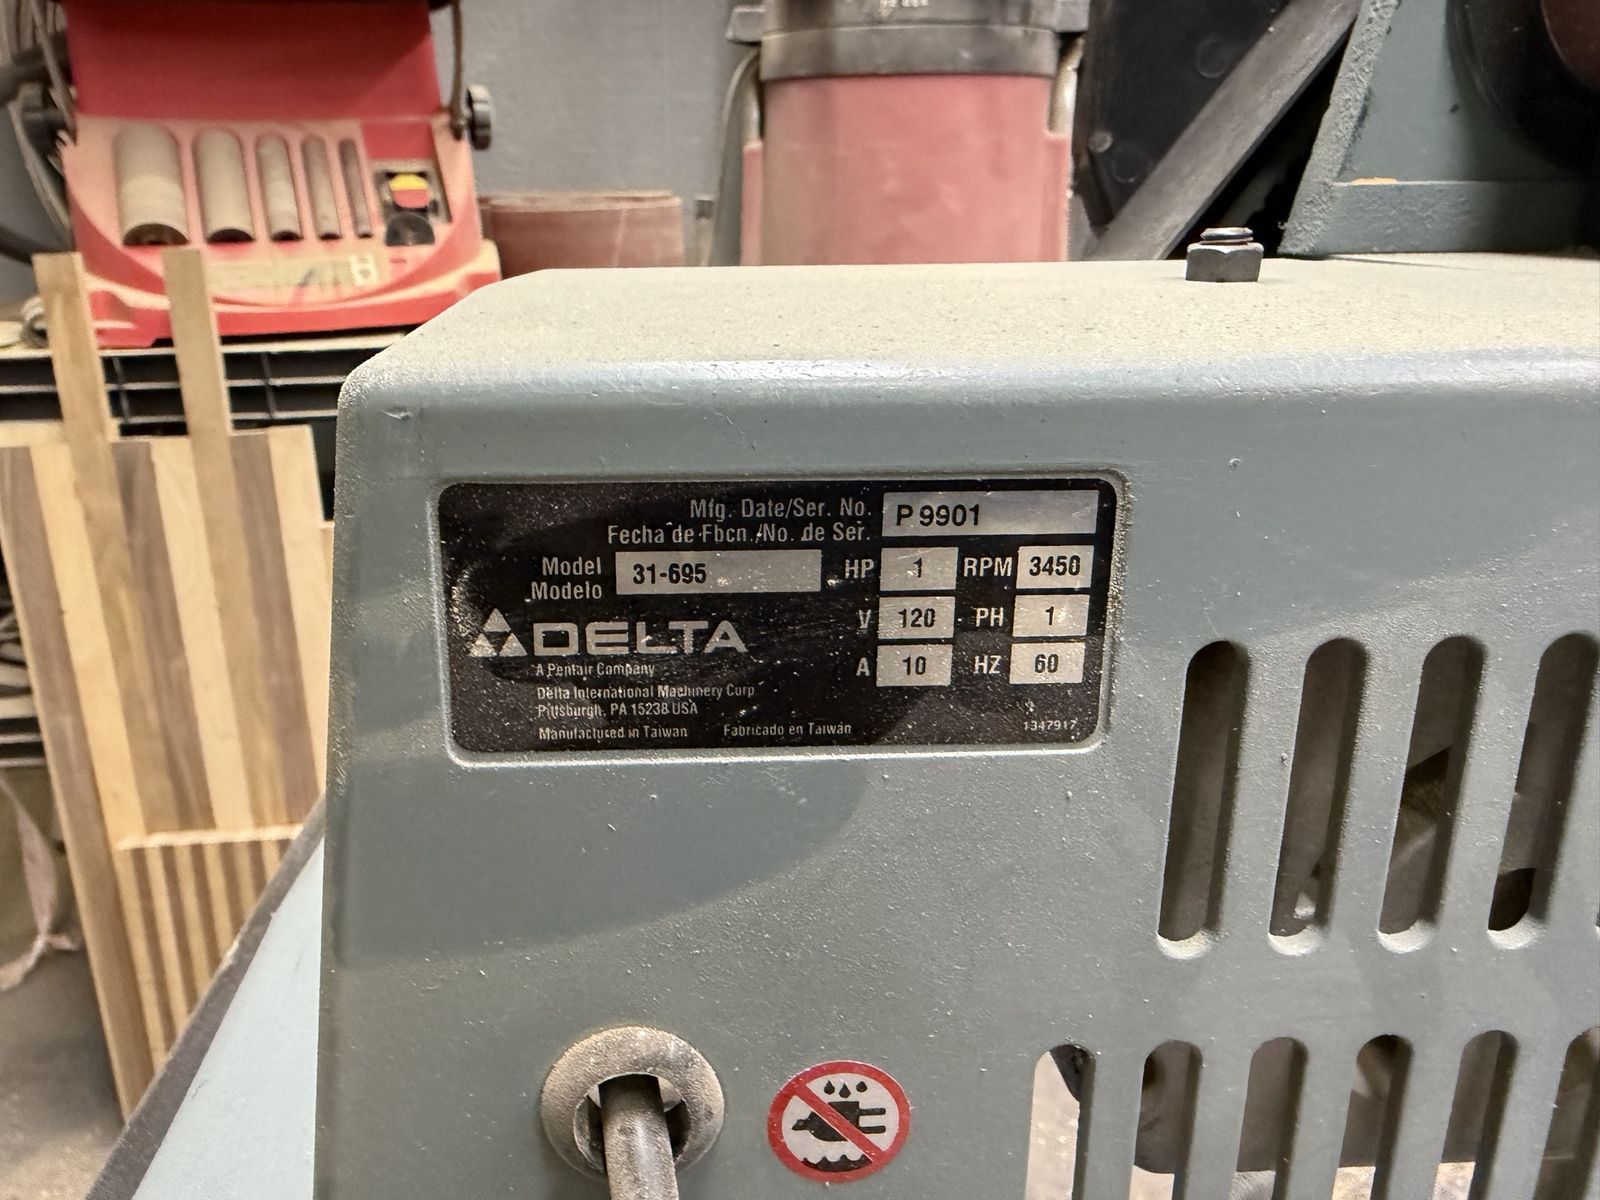 Mfg. Date/Ser. No. P 9901
Fecha de Fbcn./No. de Ser.
Model 31-695
Modelo
HP 1 RPM 3450
V 120 PH 1
A 10 HZ 60
DELTA
A Pentair Company
Delta International Machinery Corp
Pittsburgh, PA 15238 USA
Manufactured in Taiwan Fabricado en Taiwán
1347917